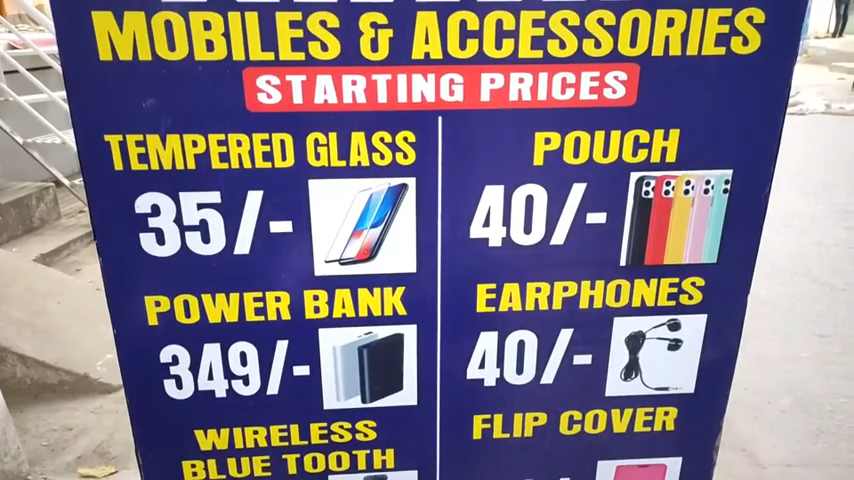 MOBILES & ACCESSORIES
STARTING PRICES
TEMPERED GLASS
35/-
POUCH
40/-
POWER BANK
349/-
EARPHONES
40/-
WIRELESS
BLUE TOOTH
FLIP COVER